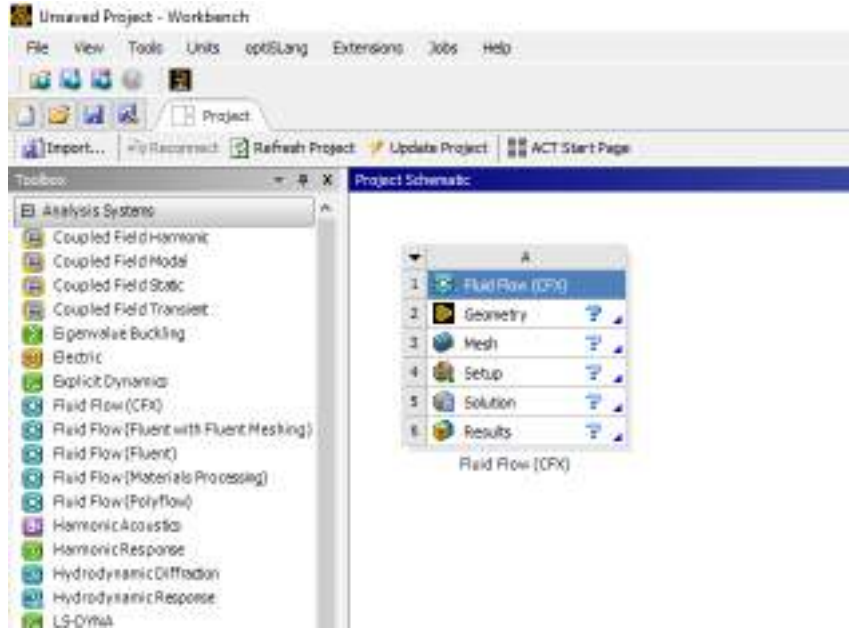 Unsaved Project - Workbench
File View Tools Units optiSLang Extensions Jobs Help
Project
Import... Reconnect Refresh Project Update Project ACT Start Page
Toolbox
Project Schematic
Analysis Systems
Coupled Field Harmonic
Coupled Field Modal
Coupled Field Static
Coupled Field Transient
Eigenvalue Buckling
Electric
Explicit Dynamics
Fluid Flow (CFX)
Fluid Flow (Fluent with Fluent Meshing)
Fluid Flow (Fluent)
Fluid Flow (Materials Processing)
Fluid Flow (Polyflow)
Harmonic Acoustics
Harmonic Response
Hydrodynamic Diffraction
Hydrodynamic Response
LS-DYNA
A
1 Fluid Flow (CFX)
2 Geometry ?
3 Mesh ?
4 Setup ?
5 Solution ?
6 Results ?
Fluid Flow (CFX)